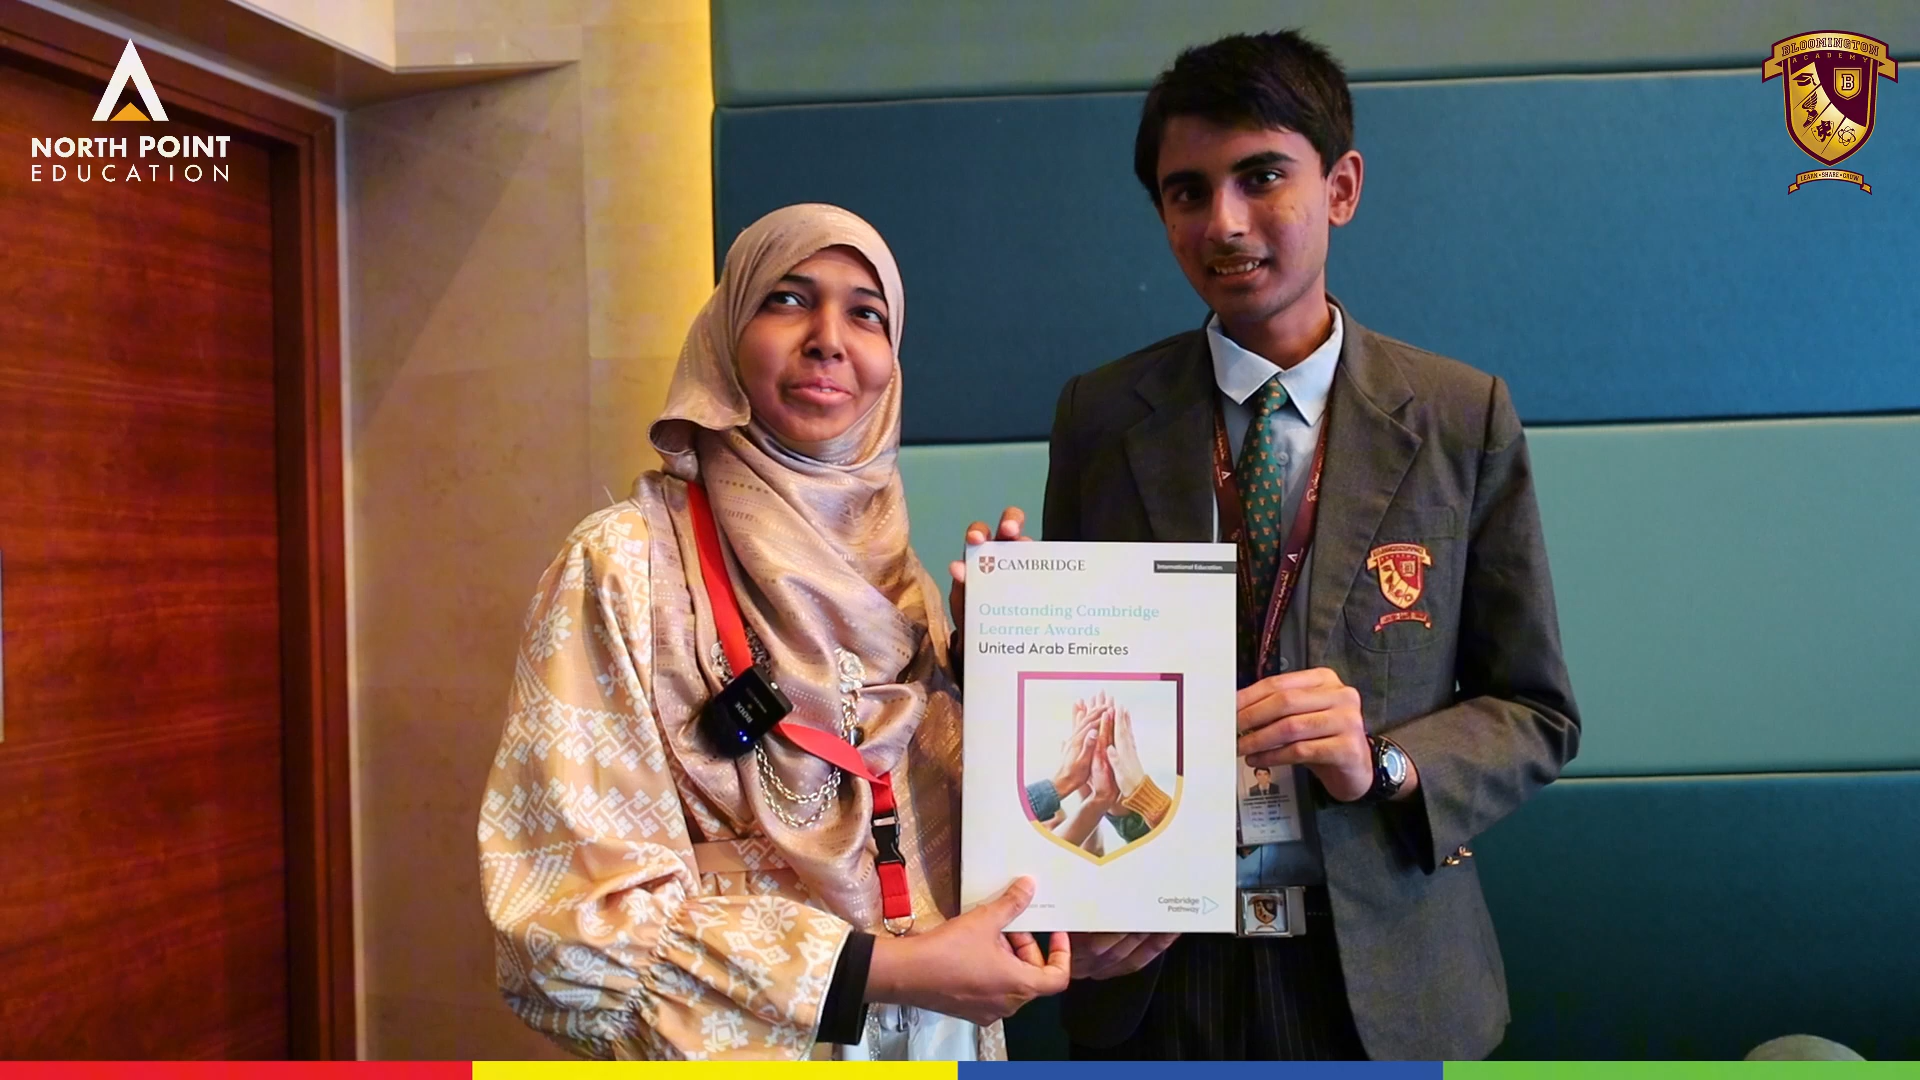 NORTH POINT
EDUCATION
BLOOMINGTON
ACADEMY
B
LEARN • SHARE • GROW
CAMBRIDGE
International Education
Outstanding Cambridge
Learner Awards
United Arab Emirates
Cambridge
Pathway
RODE